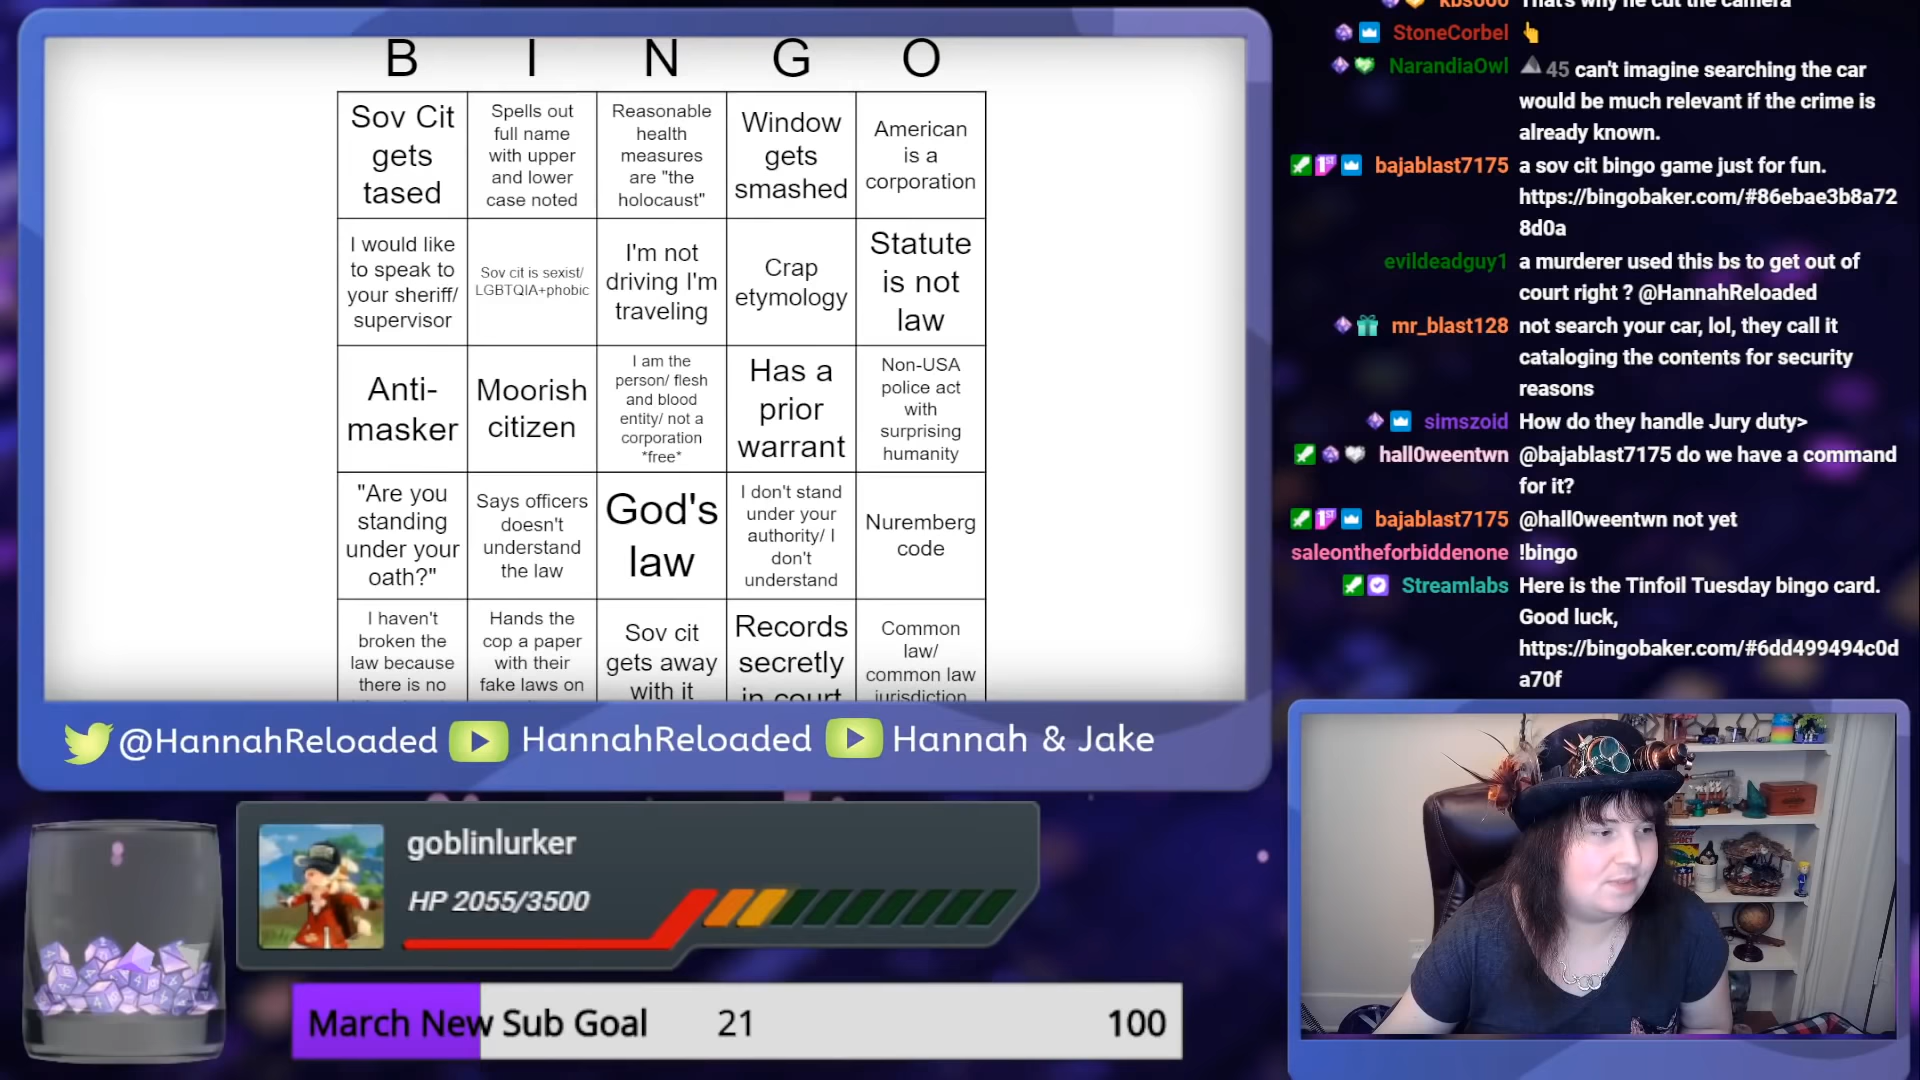 B I N G O
Sov Cit
gets
tased
Spells out
full name
with upper
and lower
case noted
Reasonable
health
measures
are "the
holocaust"
Window
gets
smashed
American
is a
corporation
I would like
to speak to
your sheriff/
supervisor
Sov cit is sexist/
LGBTQIA+phobic
I'm not
driving I'm
traveling
Crap
etymology
Statute
is not
law
Anti-
masker
Moorish
citizen
I am the
person/ flesh
and blood
entity/ not a
corporation
*free*
Has a
prior
warrant
Non-USA
police act
with
surprising
humanity
"Are you
standing
under your
oath?"
Says officers
doesn't
understand
the law
God's
law
I don't stand
under your
authority/ I
don't
understand
Nuremberg
code
I haven't
broken the
law because
there is no
Hands the
cop a paper
with their
fake laws on
Sov cit
gets away
with it
Records
secretly
in court
Common
law/
common law
jurisdiction
@HannahReloaded HannahReloaded Hannah & Jake
goblinlurker
HP 2055/3500
March New Sub Goal 21 100
kbs000 That's why he cut the camera
StoneCorbel
NarandiaOwl 45 can't imagine searching the car
would be much relevant if the crime is
already known.
bajablast7175 a sov cit bingo game just for fun.
https://bingobaker.com/#86ebae3b8a72
8d0a
evildeadguy1 a murderer used this bs to get out of
court right ? @HannahReloaded
mr_blast128 not search your car, lol, they call it
cataloging the contents for security
reasons
simszoid How do they handle Jury duty>
hall0weentwn @bajablast7175 do we have a command
for it?
bajablast7175 @hall0weentwn not yet
saleontheforbiddenone !bingo
Streamlabs Here is the Tinfoil Tuesday bingo card.
Good luck,
https://bingobaker.com/#6dd499494c0d
a70f